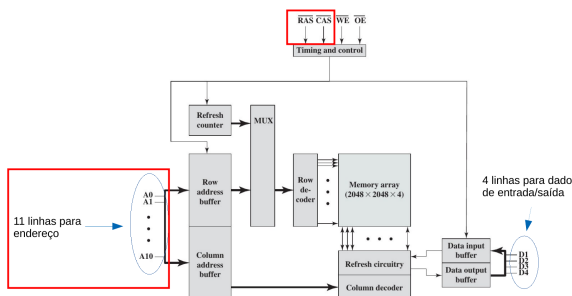 RAS CAS WE OE
Timing and control
Refresh
counter
MUX
Row
address
buffer
Row
de-
coder
Memory array
(2048 × 2048 × 4)
11 linhas para
endereço
A0
A1
A10
4 linhas para dado
de entrada/saída
Column
address
buffer
Refresh circuitry
Column decoder
Data input
buffer
Data output
buffer
D1
D2
D3
D4